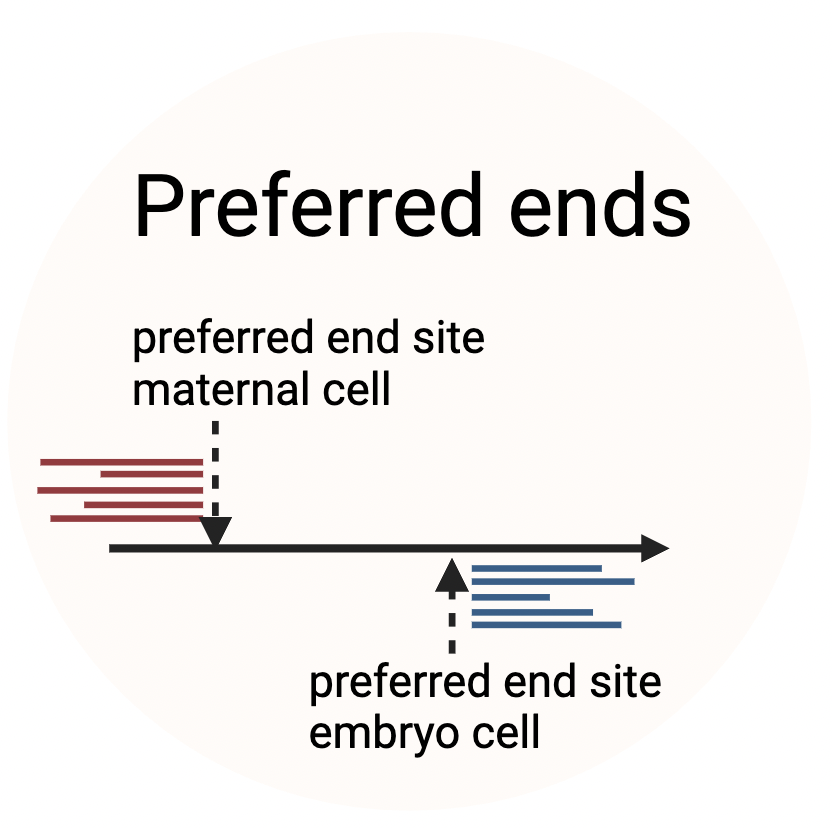 Preferred ends
preferred end site
maternal cell
preferred end site
embryo cell